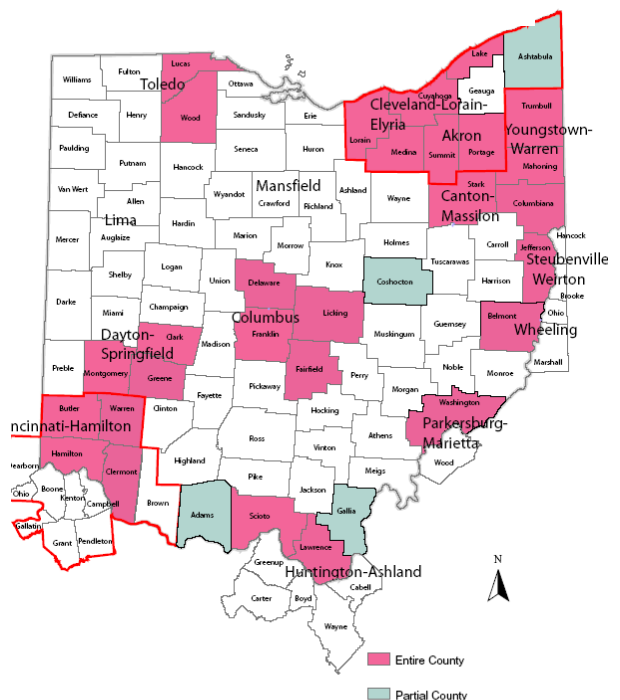 Lake
Ashtabula
Lucas
Fulton
Williams
Toledo
Ottawa
Geauga
Cuyahoga
Cleveland-Lorain-
Elyria
Trumbull
Defiance
Henry
Wood
Sandusky
Erie
Lorain
Akron
Youngstown-
Warren
Paulding
Putnam
Seneca
Huron
Medina
Summit
Portage
Mahoning
Hancock
Van Wert
Allen
Wyandot
Mansfield
Crawford
Richland
Ashland
Wayne
Stark
Canton-
Massilon
Columbiana
Lima
Mercer
Auglaize
Hardin
Marion
Morrow
Holmes
Carroll
Jefferson
Hancock
Steubenville
Weirton
Brooke
Logan
Union
Knox
Tuscarawas
Harrison
Shelby
Delaware
Coshocton
Darke
Miami
Champaign
Columbus
Licking
Belmont
Ohio
Wheeling
Dayton-
Springfield
Clark
Madison
Franklin
Muskingum
Guernsey
Marshall
Preble
Montgomery
Greene
Fairfield
Perry
Noble
Monroe
Fayette
Pickaway
Morgan
Washington
Butler
Warren
Clinton
Hocking
Parkersburg-
Marietta
ncinnati-Hamilton
Ross
Athens
Hamilton
Clermont
Highland
Vinton
Wood
earborn
Pike
Meigs
Ohio
Boone
Kenton
Campbell
Brown
Jackson
Adams
Scioto
Gallia
Gallatin
Grant
Pendleton
Lawrence
Greenup
Huntington-Ashland
Cabell
Carter
Boyd
Wayne
N
Entire County
Partial County